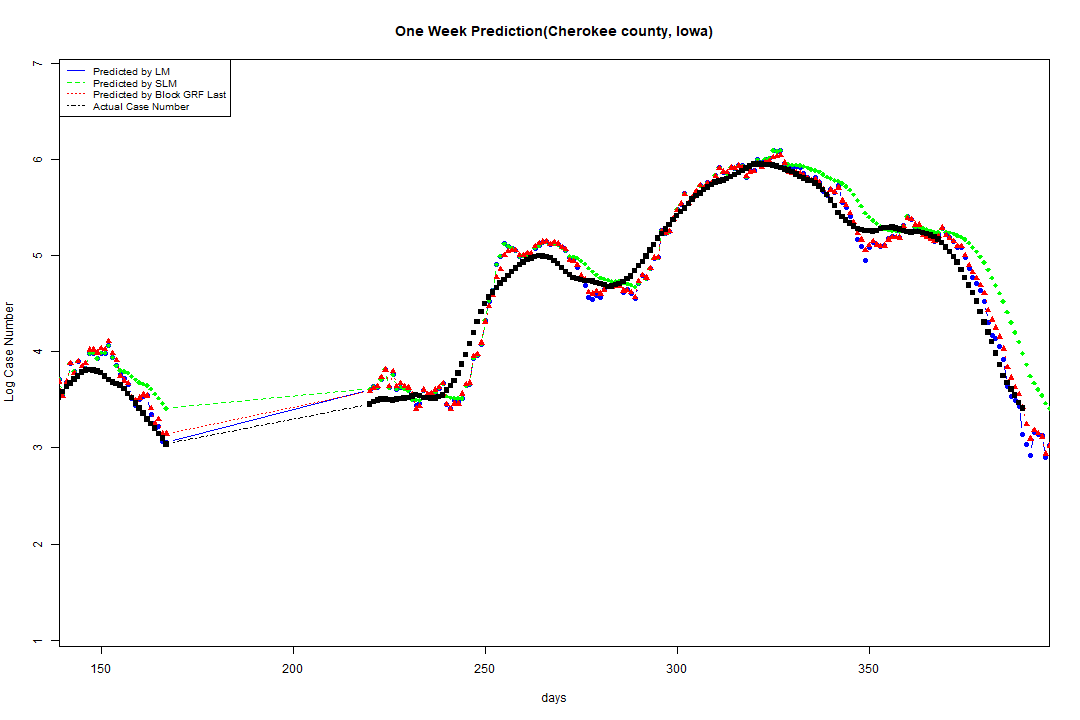 One Week Prediction(Cherokee county, Iowa)
Predicted by LM
Predicted by SLM
Predicted by Block GRF Last
Actual Case Number
7
6
5
4
3
2
1
Log Case Number
150 200 250 300 350
days